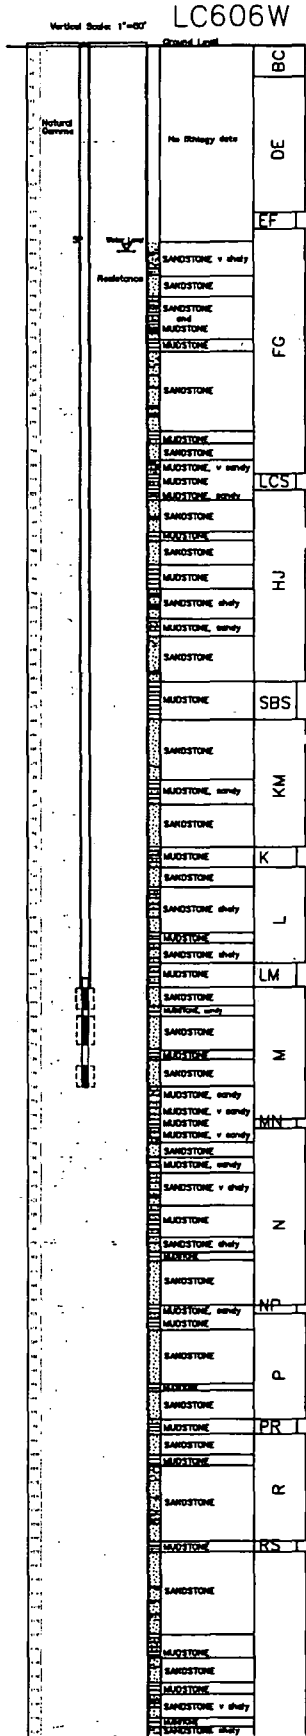 LC606W
Vertical Scale: 1"=60'
Ground Level
BC
Natural
Gamma
No lithology data
DE
EF
SP
Water Level
SANDSTONE v shaly
Resistance
SANDSTONE
SANDSTONE
and
MUDSTONE
MUDSTONE
FG
SANDSTONE
MUDSTONE
SANDSTONE
MUDSTONE, v sandy
MUDSTONE
LCS
MUDSTONE, sandy
SANDSTONE
MUDSTONE
SANDSTONE
MUDSTONE
HJ
SANDSTONE shaly
MUDSTONE, sandy
SANDSTONE
MUDSTONE
SBS
SANDSTONE
KM
MUDSTONE, sandy
SANDSTONE
MUDSTONE
K
SANDSTONE
SANDSTONE shaly
L
MUDSTONE
SANDSTONE shaly
MUDSTONE
LM
SANDSTONE
MUDSTONE, sandy
SANDSTONE
M
MUDSTONE
SANDSTONE
MUDSTONE, sandy
MUDSTONE, v sandy
MUDSTONE
MN
MUDSTONE, v sandy
SANDSTONE
MUDSTONE, sandy
SANDSTONE v shaly
MUDSTONE
N
SANDSTONE shaly
MUDSTONE
SANDSTONE
MUDSTONE, sandy
NP
MUDSTONE
SANDSTONE
P
MUDSTONE
SANDSTONE
MUDSTONE
PR
SANDSTONE
MUDSTONE
R
SANDSTONE
MUDSTONE
RS
SANDSTONE
MUDSTONE
SANDSTONE
MUDSTONE
SANDSTONE v shaly
MUDSTONE
SANDSTONE shaly